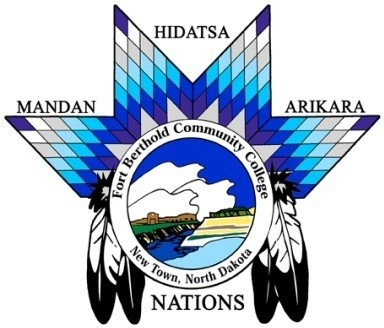 HIDATSA
MANDAN
ARIKARA
Fort Berthold Community College
New Town, North Dakota
NATIONS